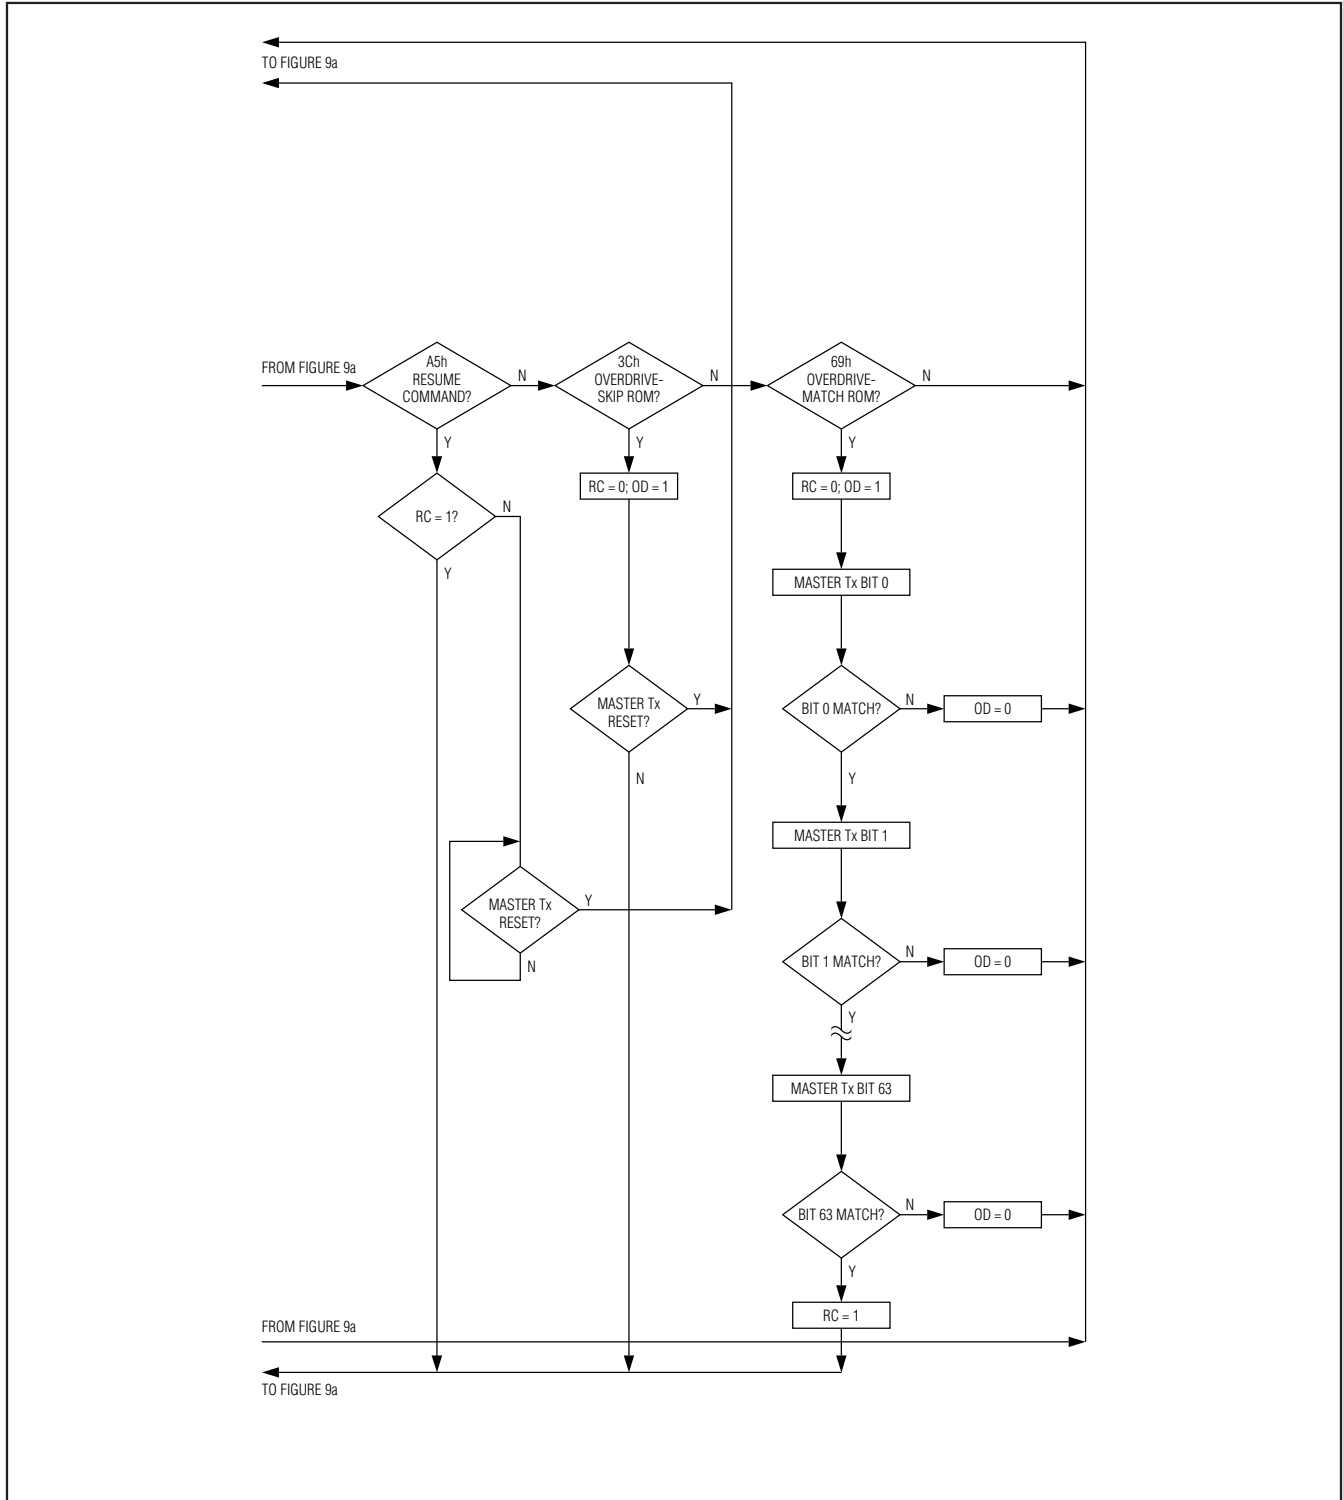 TO FIGURE 9a
FROM FIGURE 9a
A5h
RESUME
COMMAND?
N
Y
3Ch
OVERDRIVE-
SKIP ROM?
N
Y
69h
OVERDRIVE-
MATCH ROM?
N
Y
RC = 1?
N
Y
RC = 0; OD = 1
RC = 0; OD = 1
MASTER Tx BIT 0
MASTER Tx
RESET?
Y
N
BIT 0 MATCH?
N
OD = 0
Y
MASTER Tx BIT 1
MASTER Tx
RESET?
Y
N
BIT 1 MATCH?
N
OD = 0
Y
MASTER Tx BIT 63
BIT 63 MATCH?
N
OD = 0
Y
RC = 1
FROM FIGURE 9a
TO FIGURE 9a